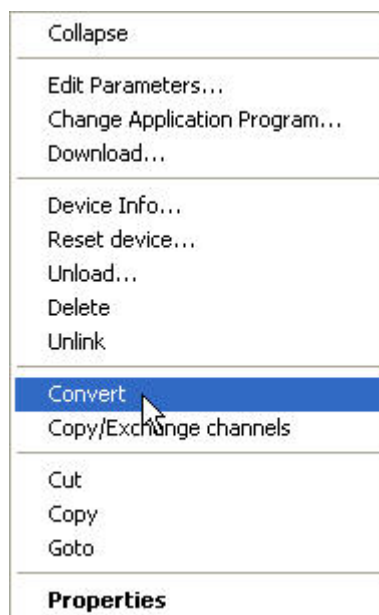 Collapse
Edit Parameters...
Change Application Program...
Download...
Device Info...
Reset device...
Unload...
Delete
Unlink
Convert
Copy/Exchange channels
Cut
Copy
Goto
Properties